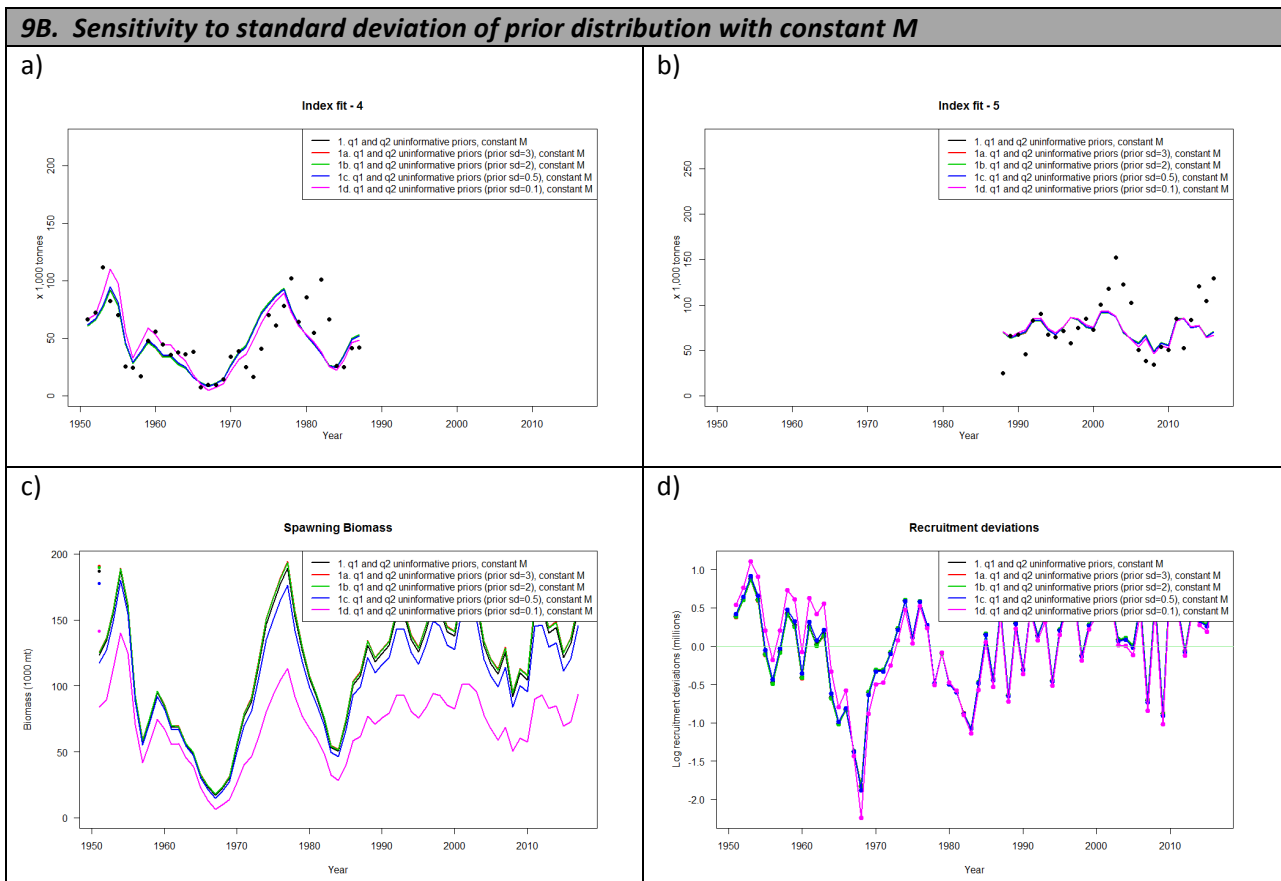 9B. Sensitivity to standard deviation of prior distribution with constant M
a)
Index fit - 4
1. q1 and q2 uninformative priors, constant M
1a. q1 and q2 uninformative priors (prior sd=3), constant M
1b. q1 and q2 uninformative priors (prior sd=2), constant M
1c. q1 and q2 uninformative priors (prior sd=0.5), constant M
1d. q1 and q2 uninformative priors (prior sd=0.1), constant M
x 1,000 tonnes
200
150
100
50
0
1950 1960 1970 1980 1990 2000 2010
Year
b)
Index fit - 5
1. q1 and q2 uninformative priors, constant M
1a. q1 and q2 uninformative priors (prior sd=3), constant M
1b. q1 and q2 uninformative priors (prior sd=2), constant M
1c. q1 and q2 uninformative priors (prior sd=0.5), constant M
1d. q1 and q2 uninformative priors (prior sd=0.1), constant M
x 1,000 tonnes
250
200
150
100
50
0
1950 1960 1970 1980 1990 2000 2010
Year
c)
Spawning Biomass
1. q1 and q2 uninformative priors, constant M
1a. q1 and q2 uninformative priors (prior sd=3), constant M
1b. q1 and q2 uninformative priors (prior sd=2), constant M
1c. q1 and q2 uninformative priors (prior sd=0.5), constant M
1d. q1 and q2 uninformative priors (prior sd=0.1), constant M
Biomass (1000 mt)
200
150
100
50
0
1950 1960 1970 1980 1990 2000 2010
Year
d)
Recruitment deviations
1. q1 and q2 uninformative priors, constant M
1a. q1 and q2 uninformative priors (prior sd=3), constant M
1b. q1 and q2 uninformative priors (prior sd=2), constant M
1c. q1 and q2 uninformative priors (prior sd=0.5), constant M
1d. q1 and q2 uninformative priors (prior sd=0.1), constant M
Log recruitment deviations (millions)
1.0
0.5
0.0
-0.5
-1.0
-1.5
-2.0
1950 1960 1970 1980 1990 2000 2010
Year